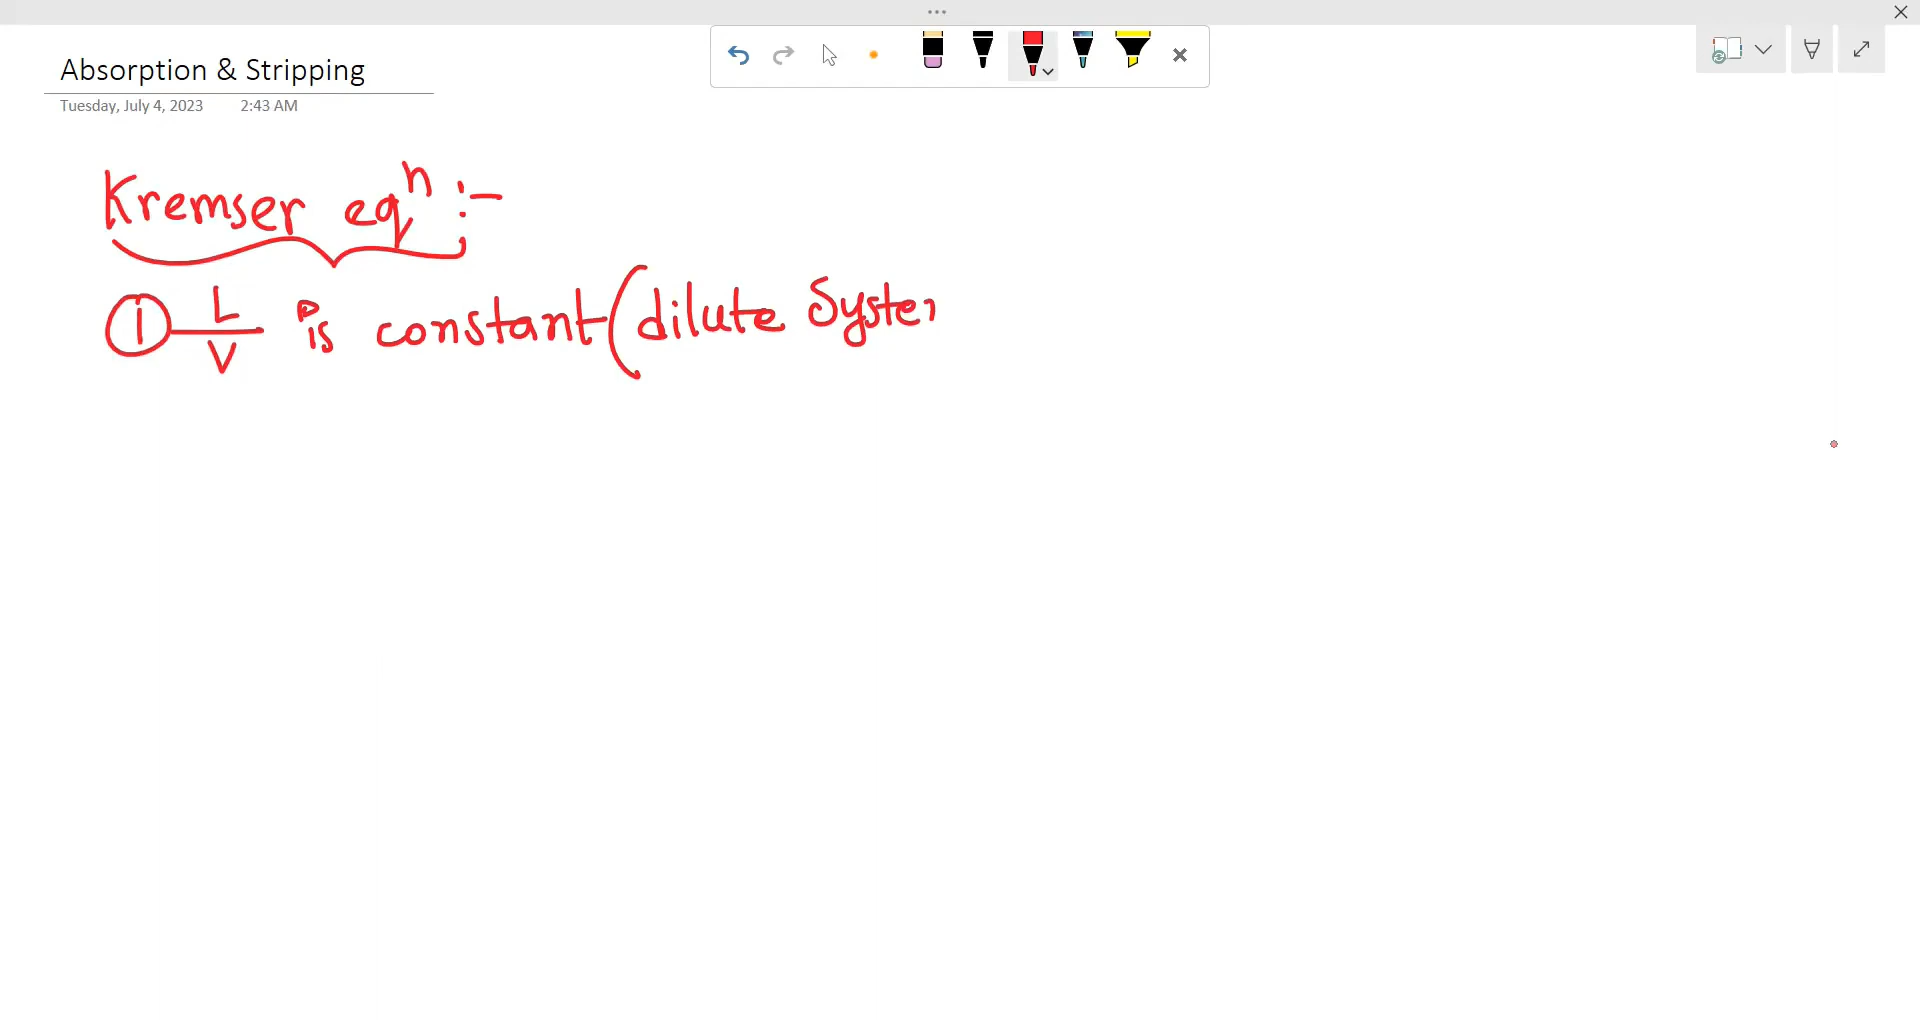 Absorption & Stripping
Tuesday, July 4, 2023 2:43 AM
Kremser eqⁿ :-
① L/V is constant (dilute Syste